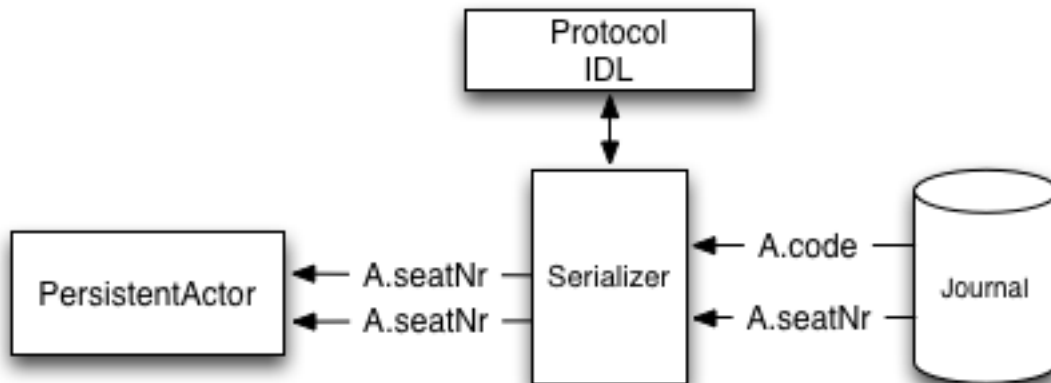 Protocol
IDL
A.code
A.seatNr
Serializer
PersistentActor
Journal
A.seatNr
A.seatNr